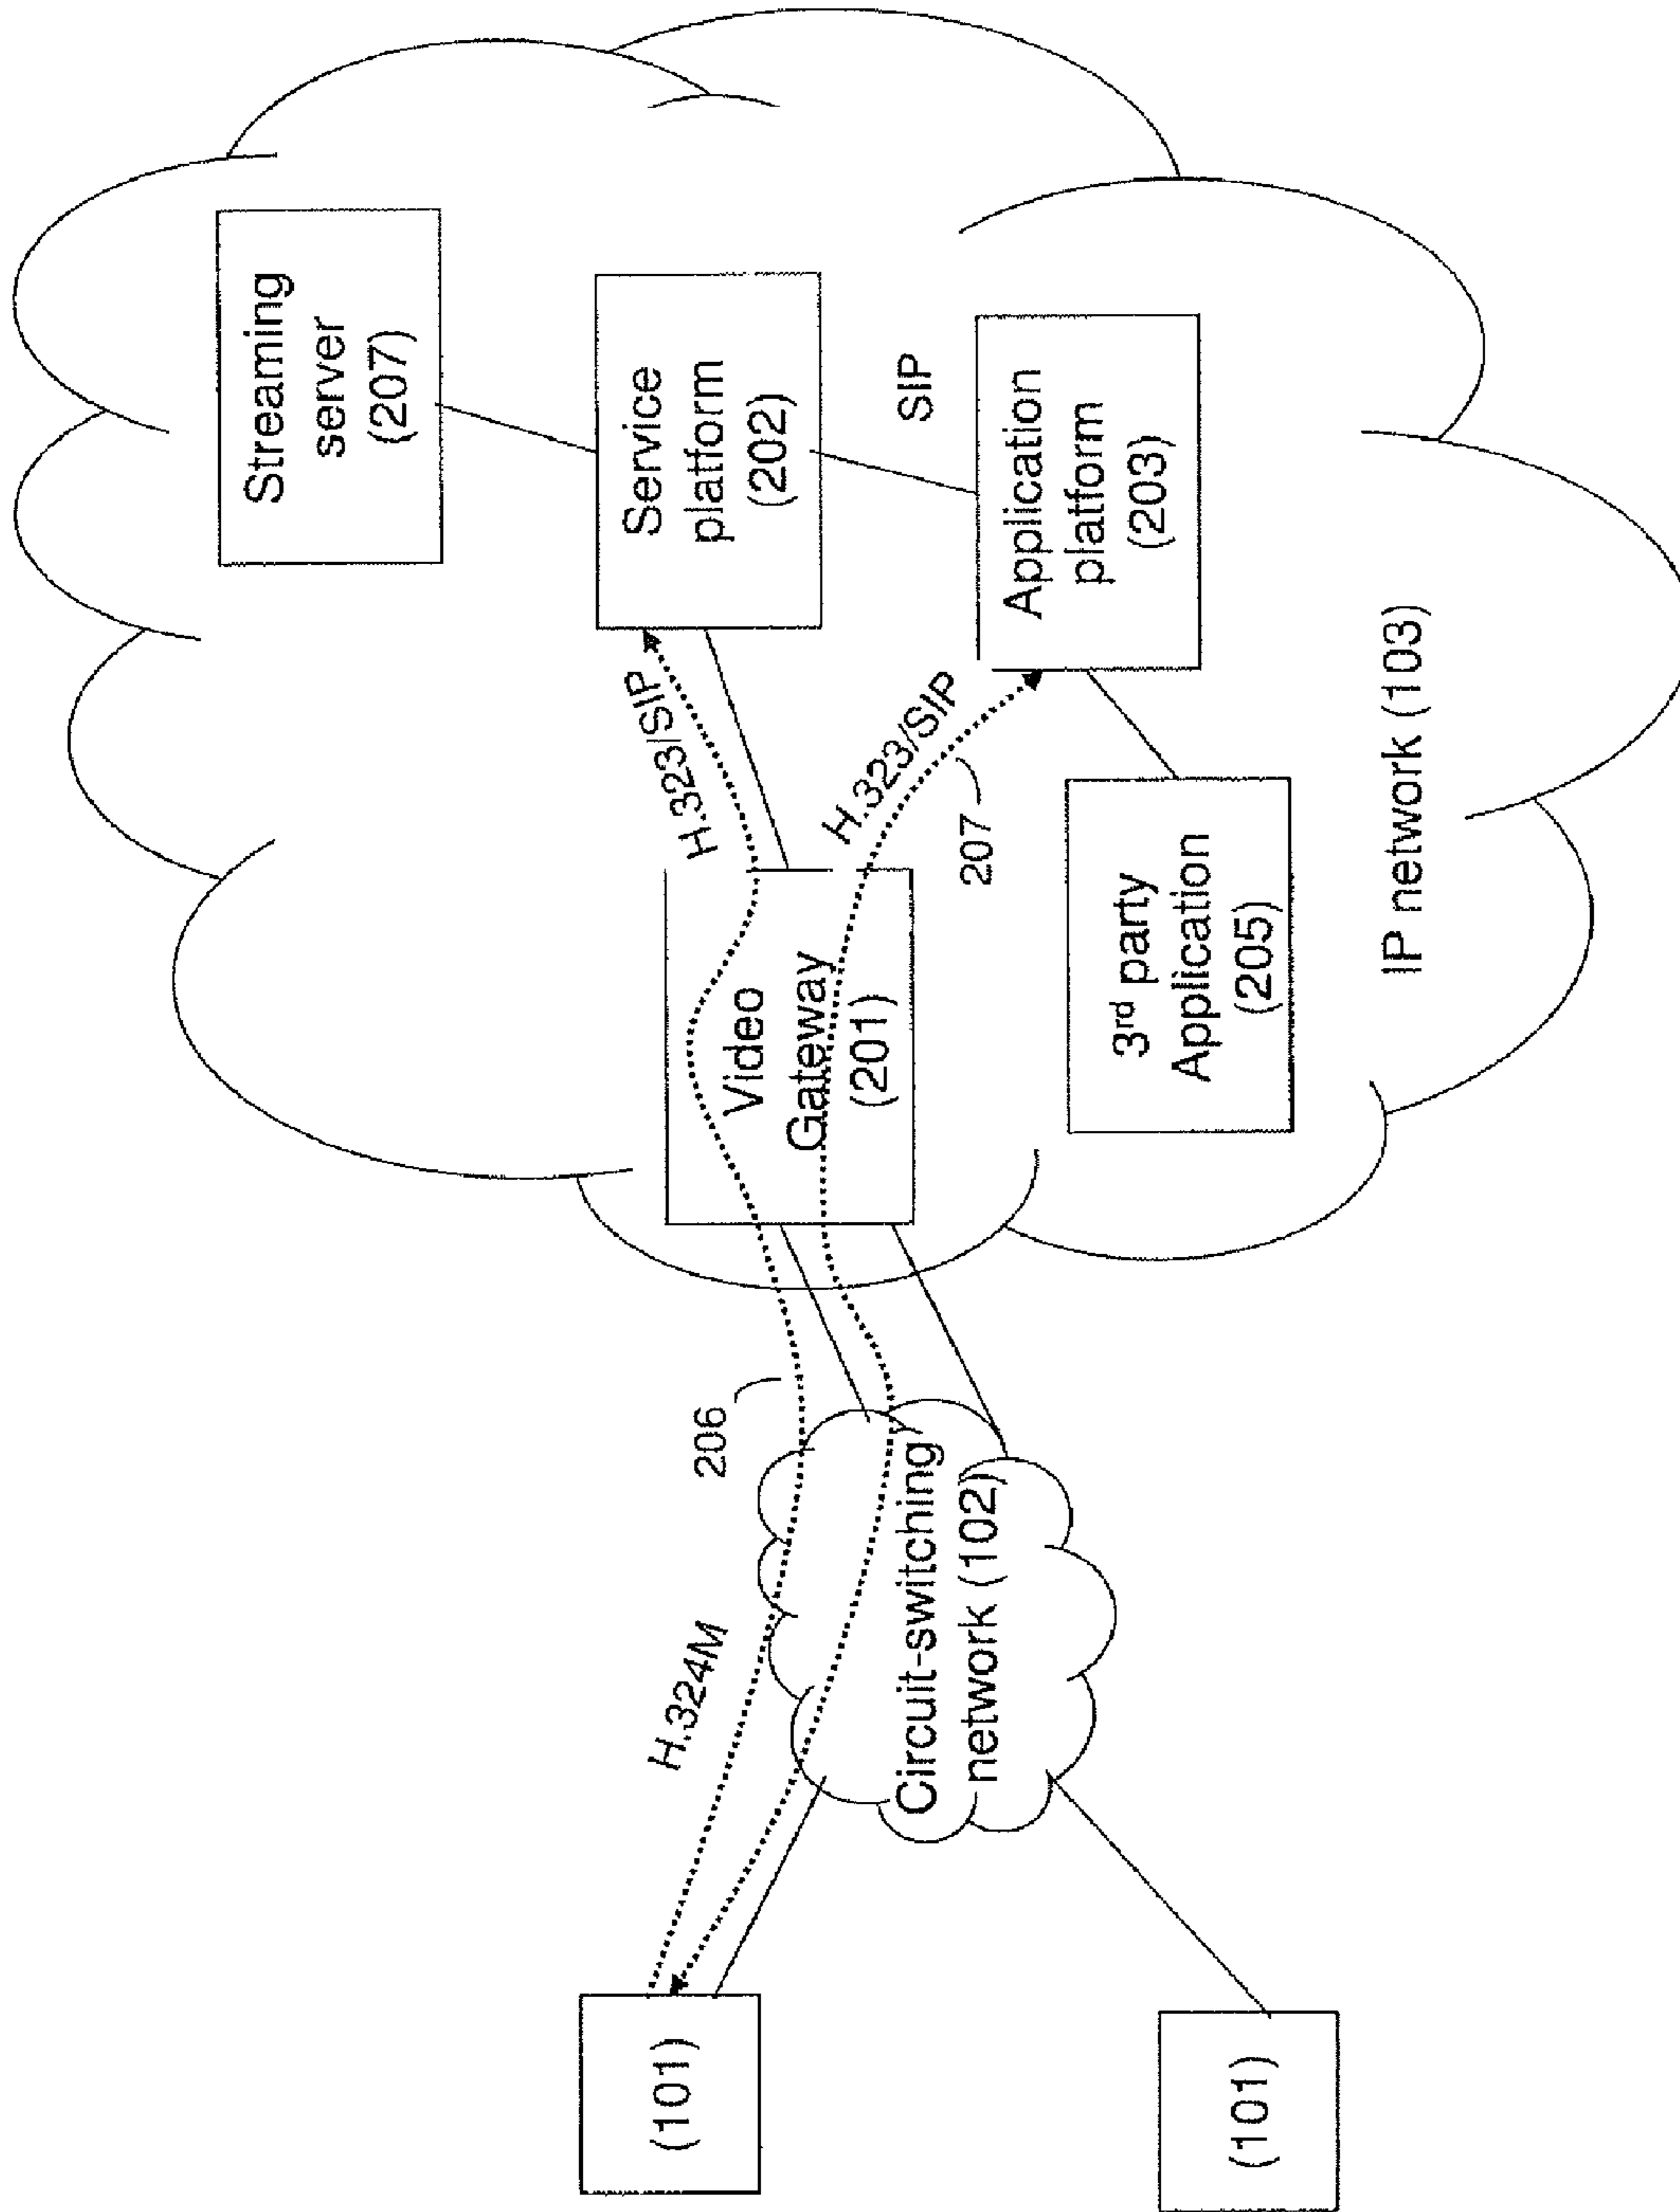 (101)
(101)
H.324M
206
Circuit-switching
network (102)
Video
Gateway
(201)
H.323/SIP
H.323/SIP
207
Streaming
server
(207)
Service
platform
(202)
SIP
Application
platform
(203)
3rd party
Application
(205)
IP network (103)